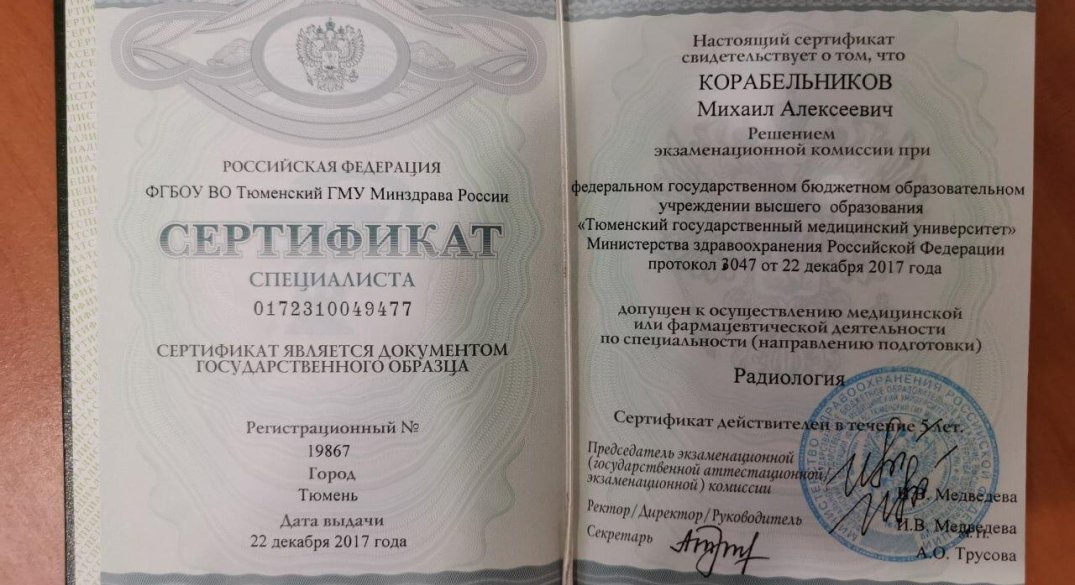 РОССИЙСКАЯ ФЕДЕРАЦИЯ
ФГБОУ ВО Тюменский ГМУ Минздрава России
СЕРТИФИКАТ
СПЕЦИАЛИСТА
0172310049477
СЕРТИФИКАТ ЯВЛЯЕТСЯ ДОКУМЕНТОМ
ГОСУДАРСТВЕННОГО ОБРАЗЦА
Регистрационный №
19867
Город
Тюмень
Дата выдачи
22 декабря 2017 года
Настоящий сертификат
свидетельствует о том, что
КОРАБЕЛЬНИКОВ
Михаил Алексеевич
Решением
экзаменационной комиссии при
федеральном государственном бюджетном образовательном
учреждении высшего образования
«Тюменский государственный медицинский университет»
Министерства здравоохранения Российской Федерации
протокол 3047 от 22 декабря 2017 года
допущен к осуществлению медицинской
или фармацевтической деятельности
по специальности (направлению подготовки)
Радиология
Сертификат действителен в течение 5 лет.
Председатель экзаменационной
(государственной аттестационной/
экзаменационной) комиссии
И.В. Медведева
Ректор/Директор/Руководитель
И.В. Медведева
Секретарь
М.П.
А.О. Трусова